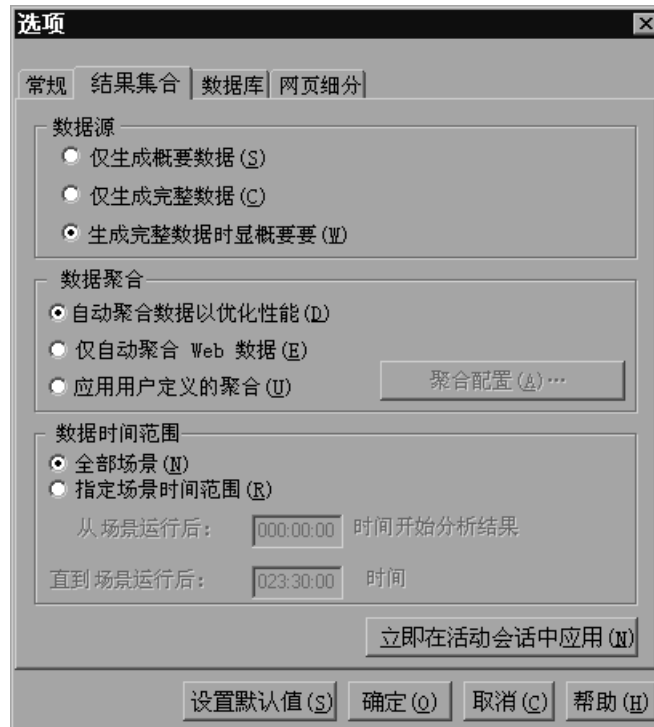 选项
常规 结果集合 数据库 网页细分
数据源
仅生成概要数据(S)
仅生成完整数据(C)
生成完整数据时显概要要(W)
数据聚合
自动聚合数据以优化性能(D)
仅自动聚合 Web 数据(E)
应用用户定义的聚合(U)
聚合配置(A)…
数据时间范围
全部场景(N)
指定场景时间范围(R)
从场景运行后: 000:00:00 时间开始分析结果
直到场景运行后: 023:30:00 时间
立即在活动会话中应用(N)
设置默认值(S) 确定(O) 取消(C) 帮助(H)